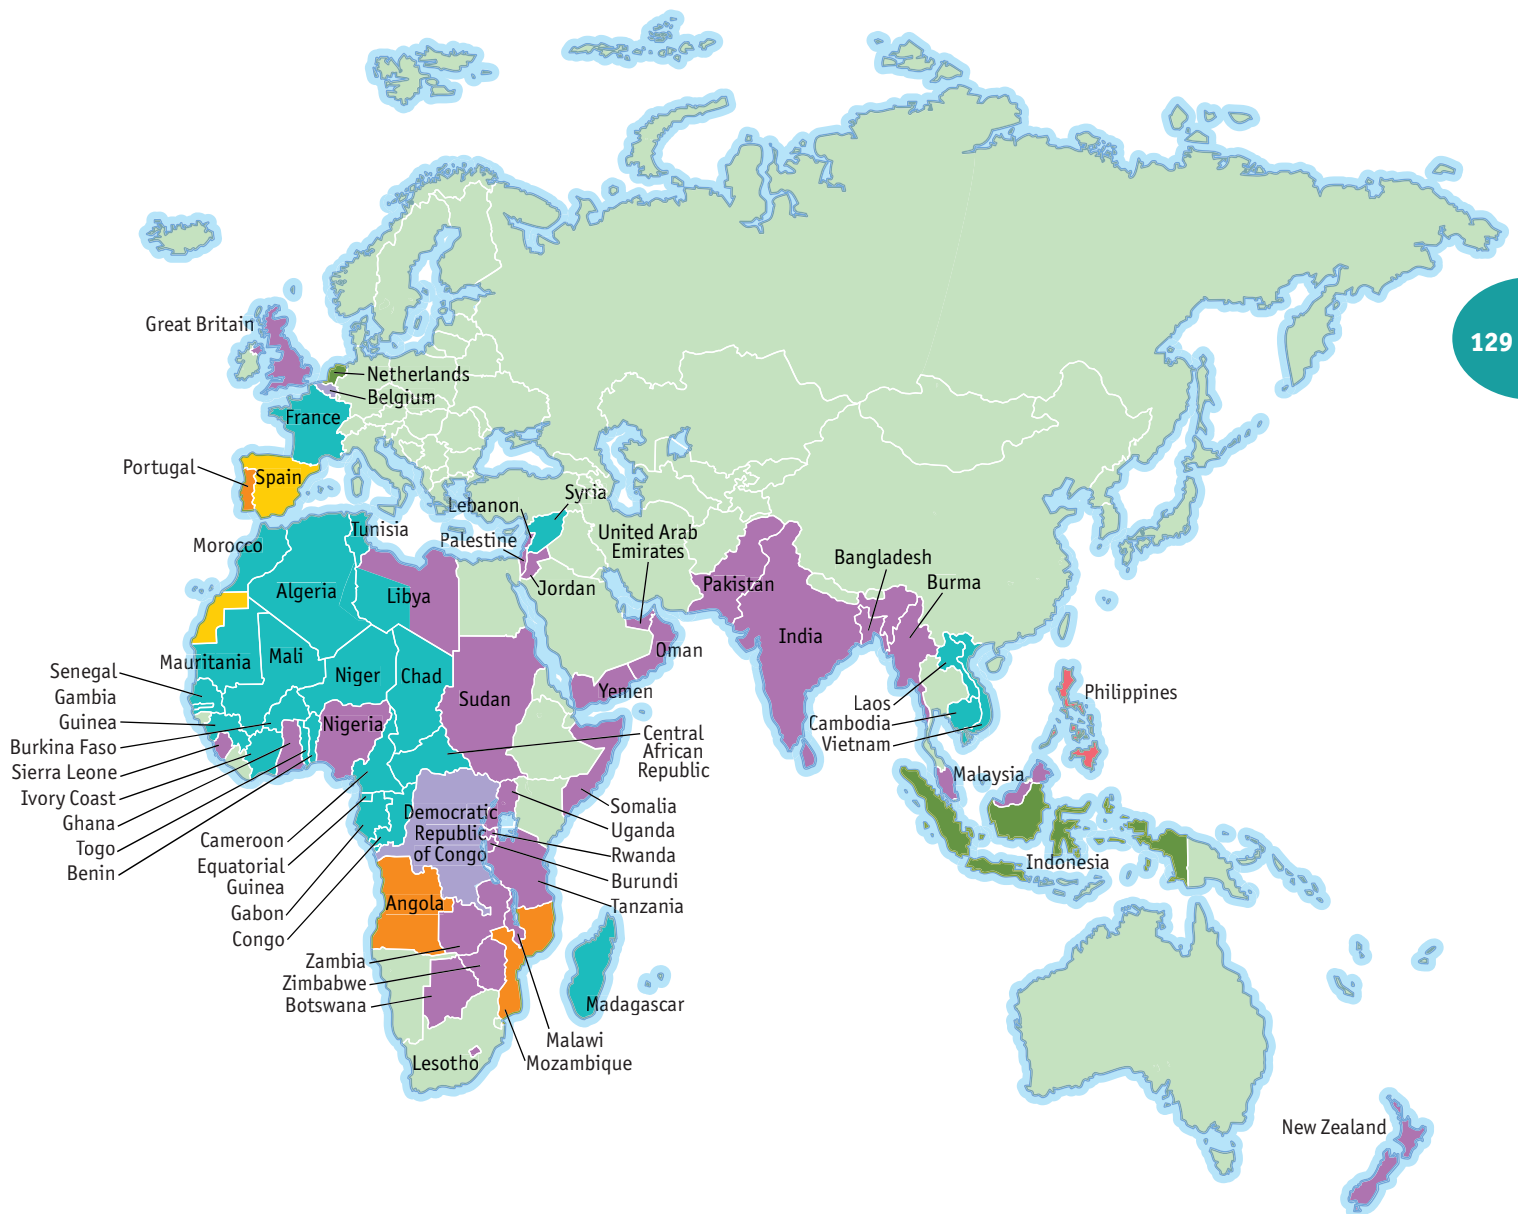 129
Great Britain
Netherlands
Belgium
France
Portugal
Spain
Lebanon
Syria
Tunisia
Palestine
United Arab
Emirates
Morocco
Bangladesh
Burma
Algeria
Libya
Jordan
Pakistan
India
Oman
Mauritania
Mali
Niger
Chad
Senegal
Gambia
Guinea
Burkina Faso
Sierra Leone
Ivory Coast
Ghana
Togo
Benin
Nigeria
Sudan
Yemen
Laos
Cambodia
Vietnam
Philippines
Central
African
Republic
Malaysia
Somalia
Uganda
Rwanda
Burundi
Tanzania
Democratic
Republic
of Congo
Cameroon
Equatorial
Guinea
Gabon
Congo
Indonesia
Angola
Zambia
Zimbabwe
Botswana
Madagascar
Malawi
Mozambique
Lesotho
New Zealand